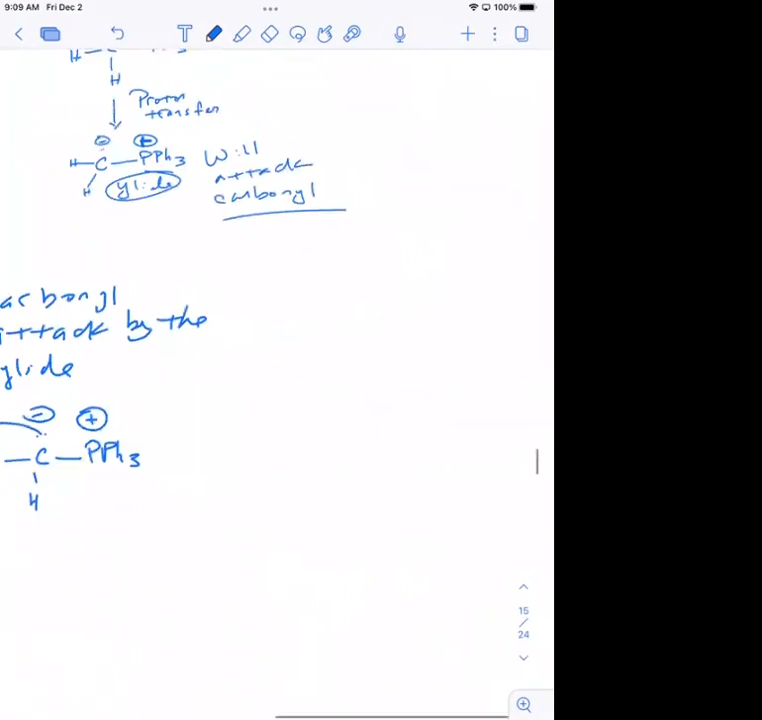 9:09 AM Fri Dec 2
100%
H
H
Proton
transfer
⊖ ⊕
H—C—PPh3 Will
H ylide attack
carbonyl
arbonyl
attack by the
ylide
⊖ ⊕
—C—PPh3
H
15
/
24